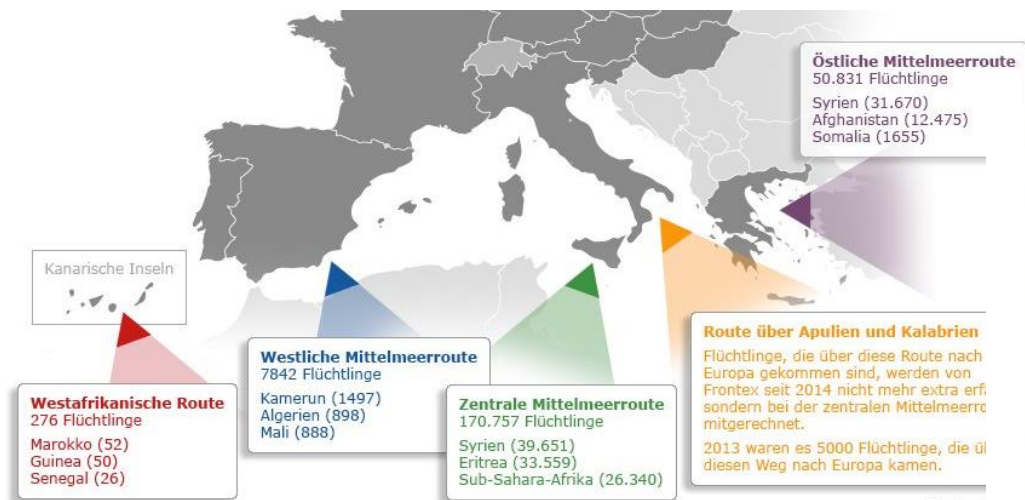 Östliche Mittelmeerroute
50.831 Flüchtlinge
Syrien (31.670)
Afghanistan (12.475)
Somalia (1655)
Kanarische Inseln
Westafrikanische Route
276 Flüchtlinge
Marokko (52)
Guinea (50)
Senegal (26)
Westliche Mittelmeerroute
7842 Flüchtlinge
Kamerun (1497)
Algerien (898)
Mali (888)
Zentrale Mittelmeerroute
170.757 Flüchtlinge
Syrien (39.651)
Eritrea (33.559)
Sub-Sahara-Afrika (26.340)
Route über Apulien und Kalabrien
Flüchtlinge, die über diese Route nach
Europa gekommen sind, werden von
Frontex seit 2014 nicht mehr extra
sondern bei der zentralen
mitgerechnet.
2013 waren es 5000 Flüchtlinge, die
diesen Weg nach Europa kamen.